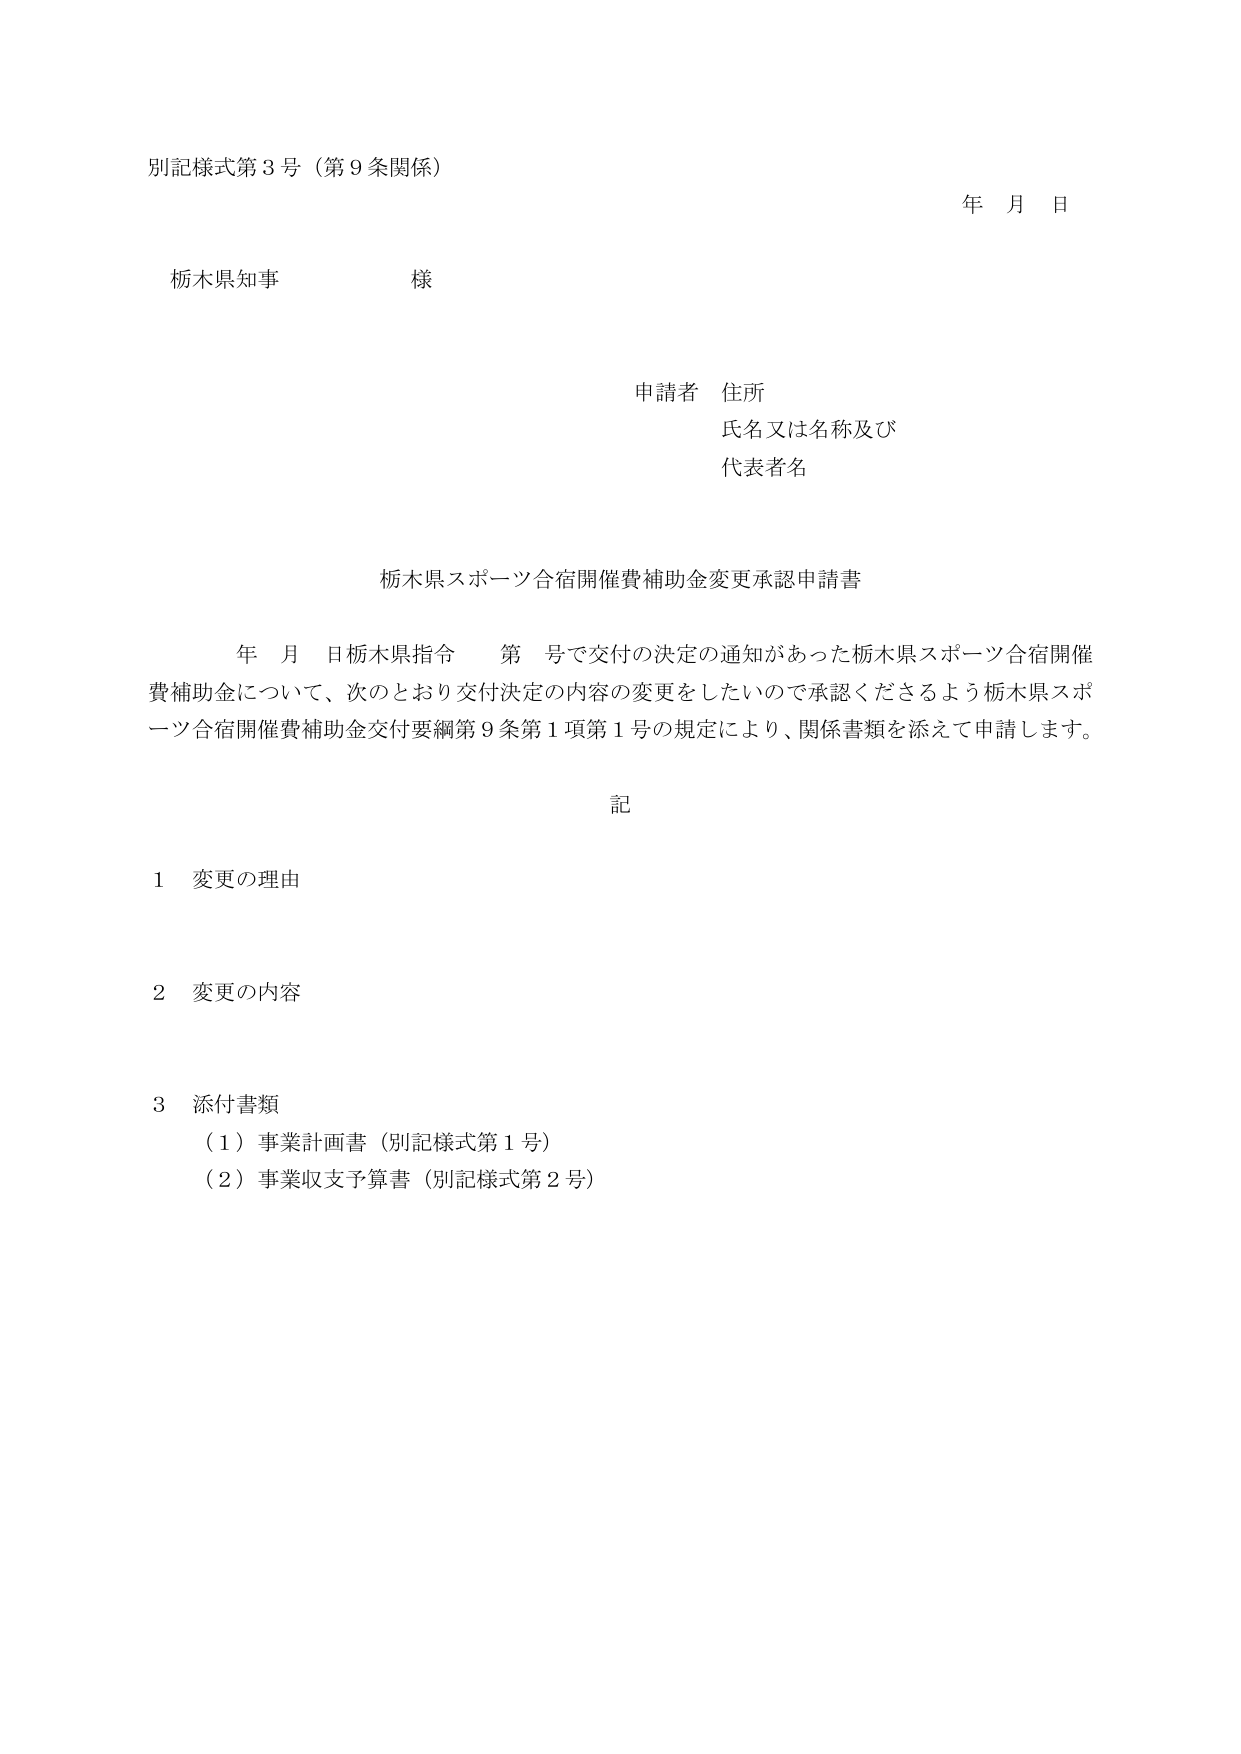 別記様式第３号（第９条関係）
年　月　日
栃木県知事　　　　　　様
申請者　住所
氏名又は名称及び
代表者名
栃木県スポーツ合宿開催費補助金変更承認申請書
年　月　日栃木県指令　　第　号で交付の決定の通知があった栃木県スポーツ合宿開催
費補助金について、次のとおり交付決定の内容の変更をしたいので承認くださるよう栃木県スポ
ーツ合宿開催費補助金交付要綱第９条第１項第１号の規定により、関係書類を添えて申請します。
記
１　変更の理由
２　変更の内容
３　添付書類
（１）事業計画書（別記様式第１号）
（２）事業収支予算書（別記様式第２号）